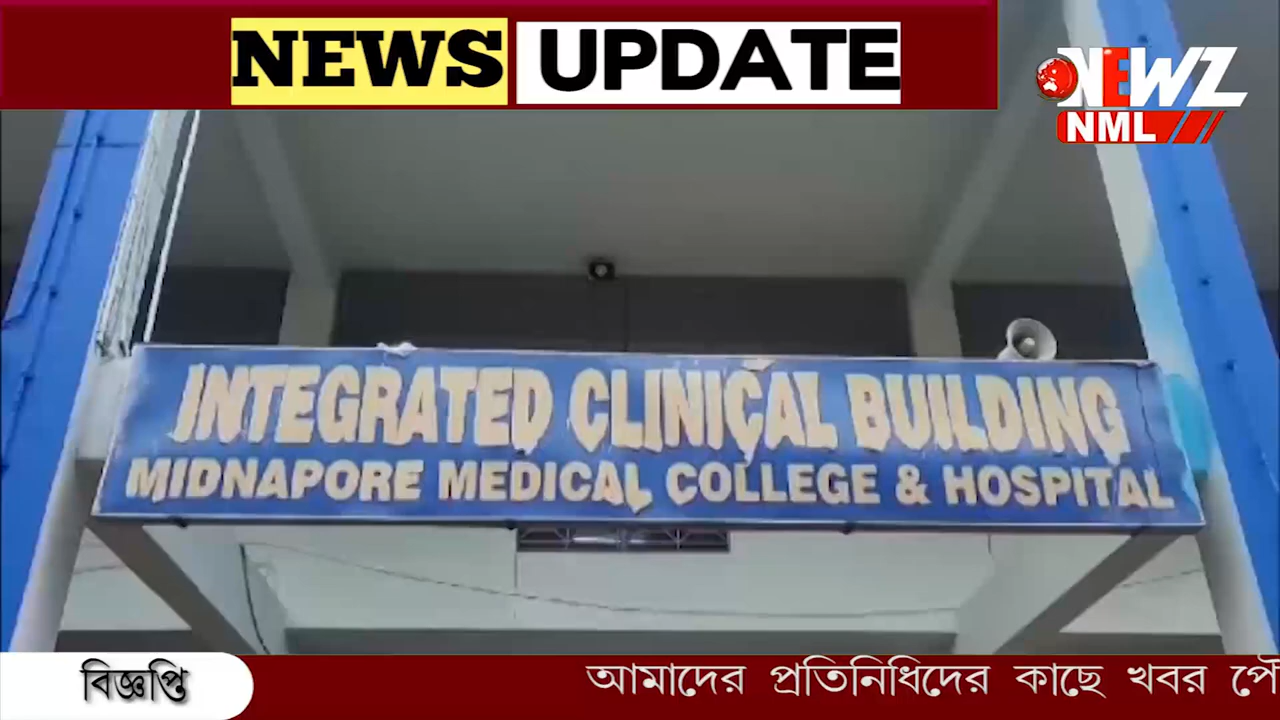 NEWS UPDATE
NEWZ
NML
INTEGRATED CLINICAL BUILDING
MIDNAPORE MEDICAL COLLEGE & HOSPITAL
বিজ্ঞপ্তি
আমাদের প্রতিনিধিদের কাছে খবর পৌ